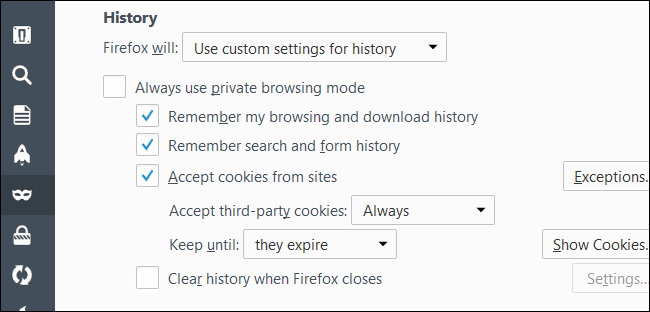 History
Firefox will: Use custom settings for history
Always use private browsing mode
Remember my browsing and download history
Remember search and form history
Accept cookies from sites Exceptions...
Accept third-party cookies: Always
Keep until: they expire Show Cookies...
Clear history when Firefox closes Settings...